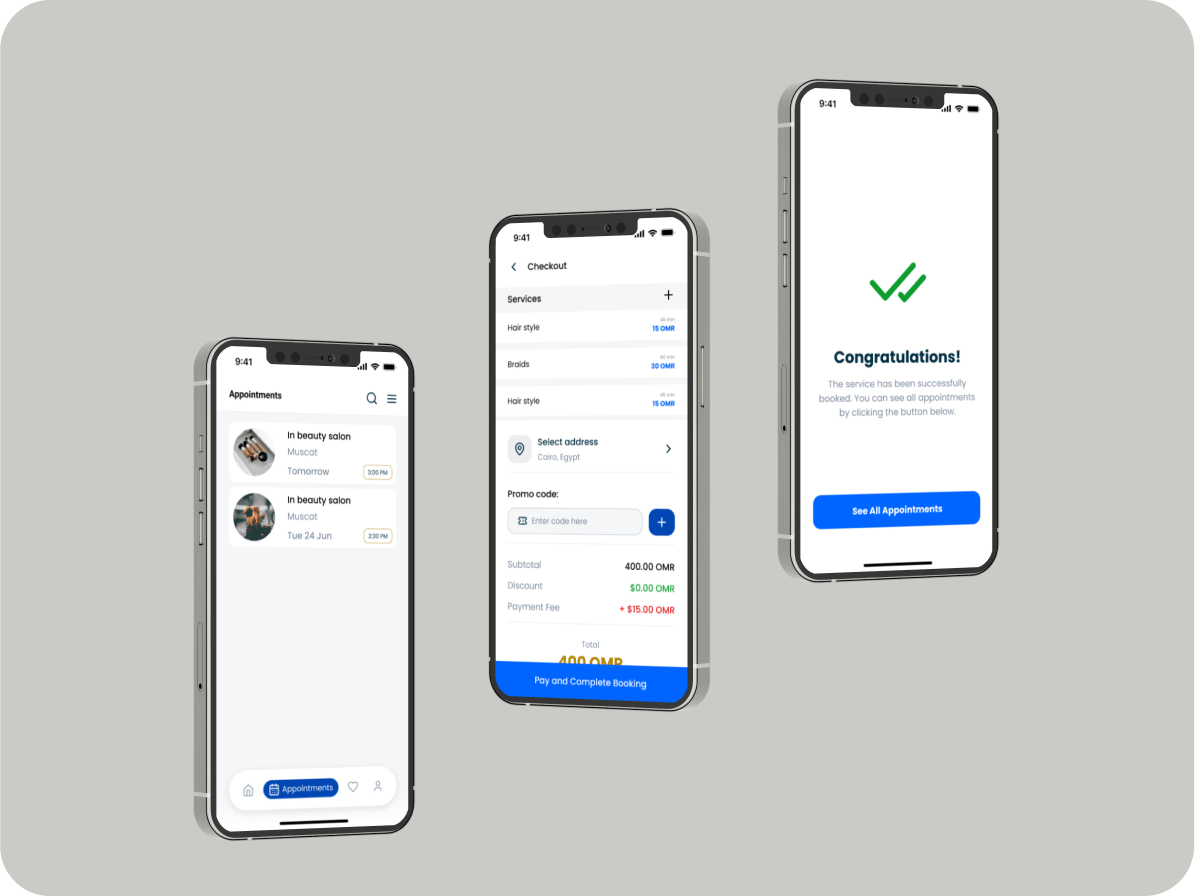 9:41
Appointments
In beauty salon
Muscat
Tomorrow
3:00 PM
In beauty salon
Muscat
Tue 24 Jun
2:30 PM
Appointments
9:41
Checkout
Services
45 min
Hair style
15 OMR
Braids
30 OMR
45 min
Hair style
15 OMR
Select address
Cairo, Egypt
Promo code:
Enter code here
Subtotal
400.00 OMR
Discount
$0.00 OMR
Payment Fee
+ $15.00 OMR
Total
400 OMR
Pay and Complete Booking
9:41
Congratulations!
The service has been successfully
booked. You can see all appointments
by clicking the button below.
See All Appointments